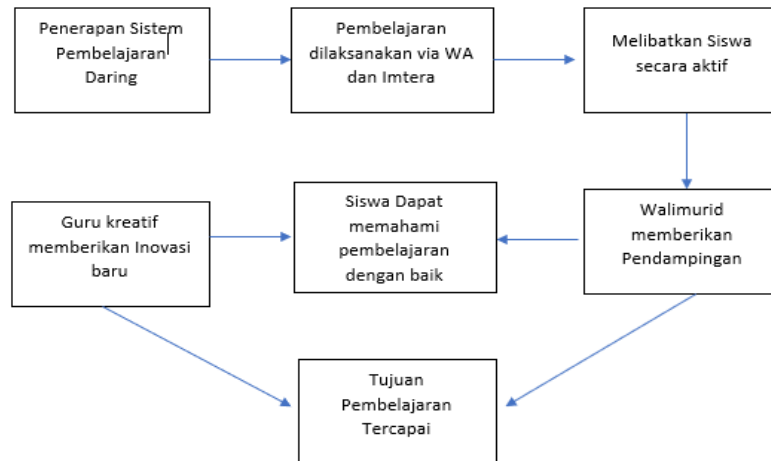 Penerapan Sistem
Pembelajaran
Daring
Pembelajaran
dilaksanakan via WA
dan Imtera
Melibatkan Siswa
secara aktif
Guru kreatif
memberikan Inovasi
baru
Siswa Dapat
memahami
pembelajaran
dengan baik
Walimurid
memberikan
Pendampingan
Tujuan
Pembelajaran
Tercapai